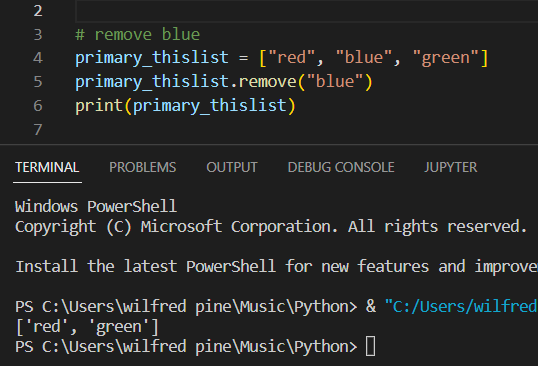 2
3 # remove blue
4 primary_thislist = ["red", "blue", "green"]
5 primary_thislist.remove("blue")
6 print(primary_thislist)
7
TERMINAL PROBLEMS OUTPUT DEBUG CONSOLE JUPYTER
Windows PowerShell
Copyright (C) Microsoft Corporation. All rights reserved.
Install the latest PowerShell for new features and improve
PS C:\Users\wilfred pine\Music\Python> & "C:/Users/wilfred
['red', 'green']
PS C:\Users\wilfred pine\Music\Python>